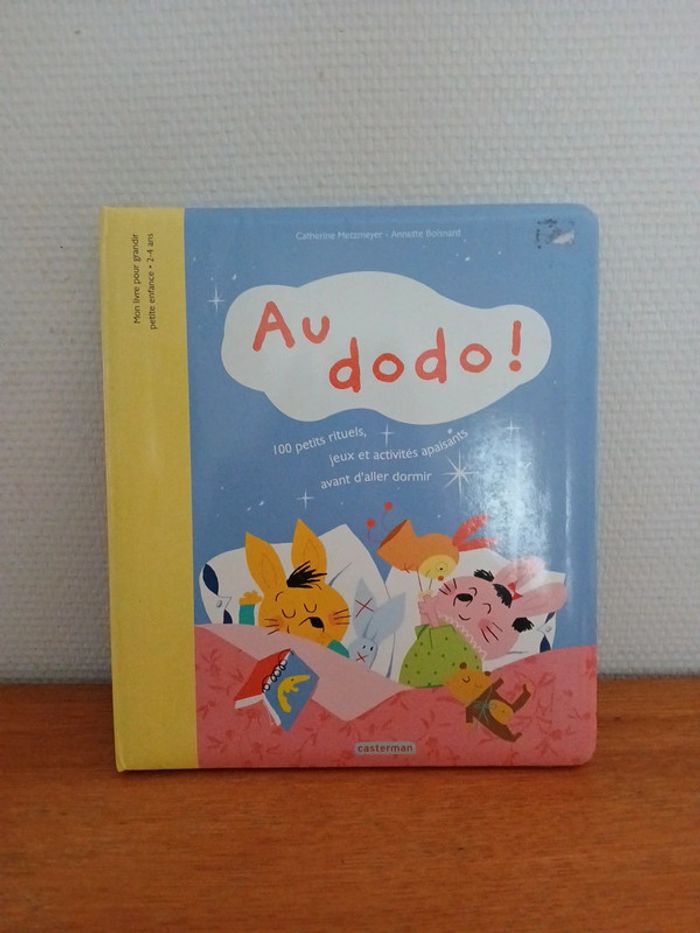 Mon livre pour grandir
petite enfance • 2-4 ans
Catherine Metzmeyer - Annette Boisnard
Au
dodo !
100 petits rituels,
jeux et activités apaisants
avant d'aller dormir
casterman